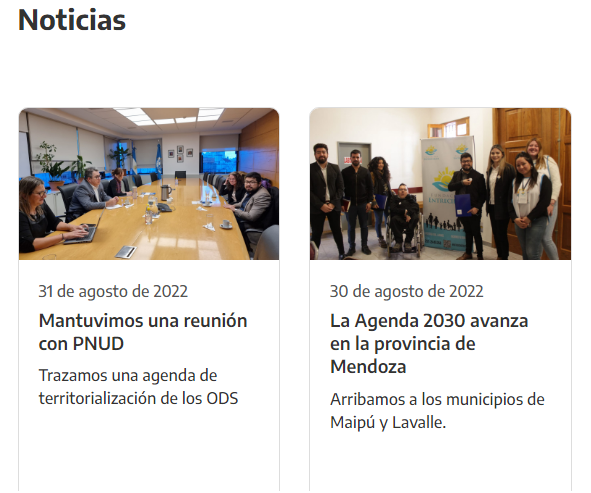 Noticias
31 de agosto de 2022
Mantuvimos una reunión
con PNUD
Trazamos una agenda de
territorialización de los ODS
30 de agosto de 2022
La Agenda 2030 avanza
en la provincia de
Mendoza
Arribamos a los municipios de
Maipú y Lavalle.